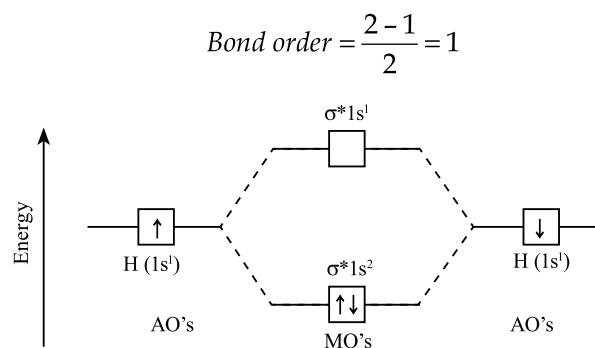 Bond order = (2 – 1)/2 = 1
σ*1s¹
Energy
↑
↓
H (1s¹)
H (1s¹)
σ*1s²
↑↓
AO's
MO's
AO's